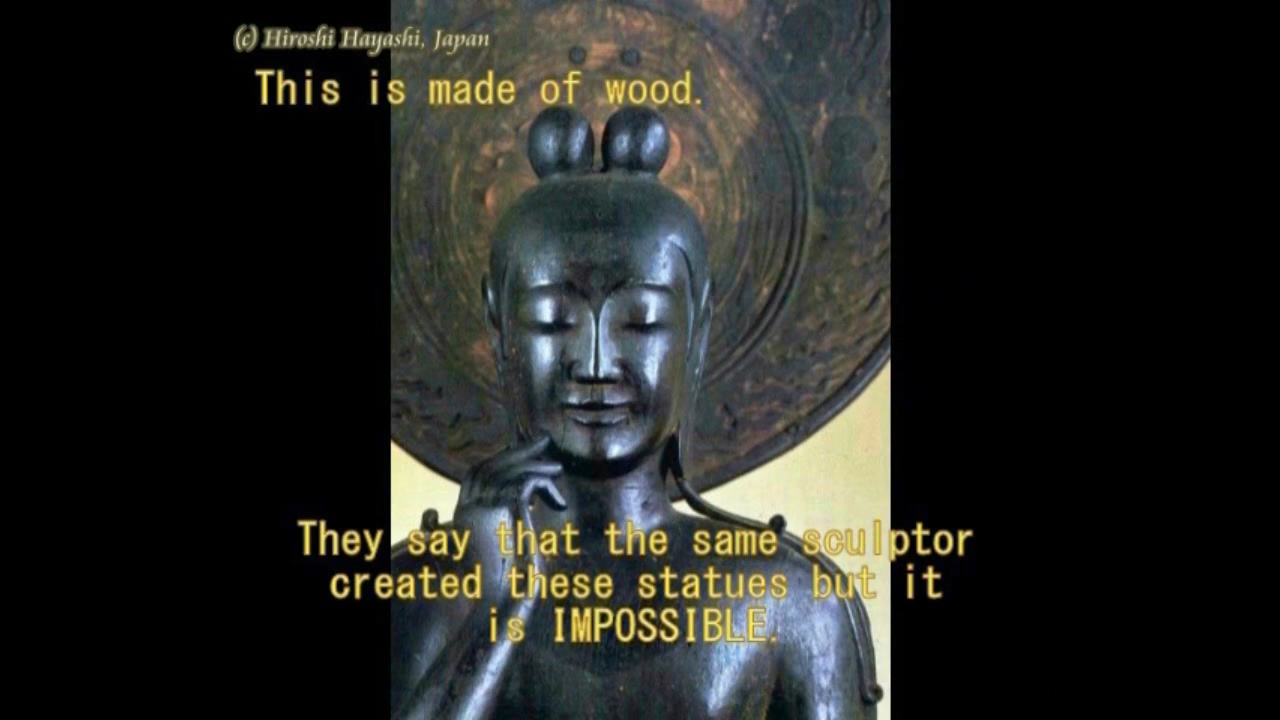 (c) Hiroshi Hayashi, Japan
This is made of wood.
They say that the same sculptor
created these statues but it
is IMPOSSIBLE.